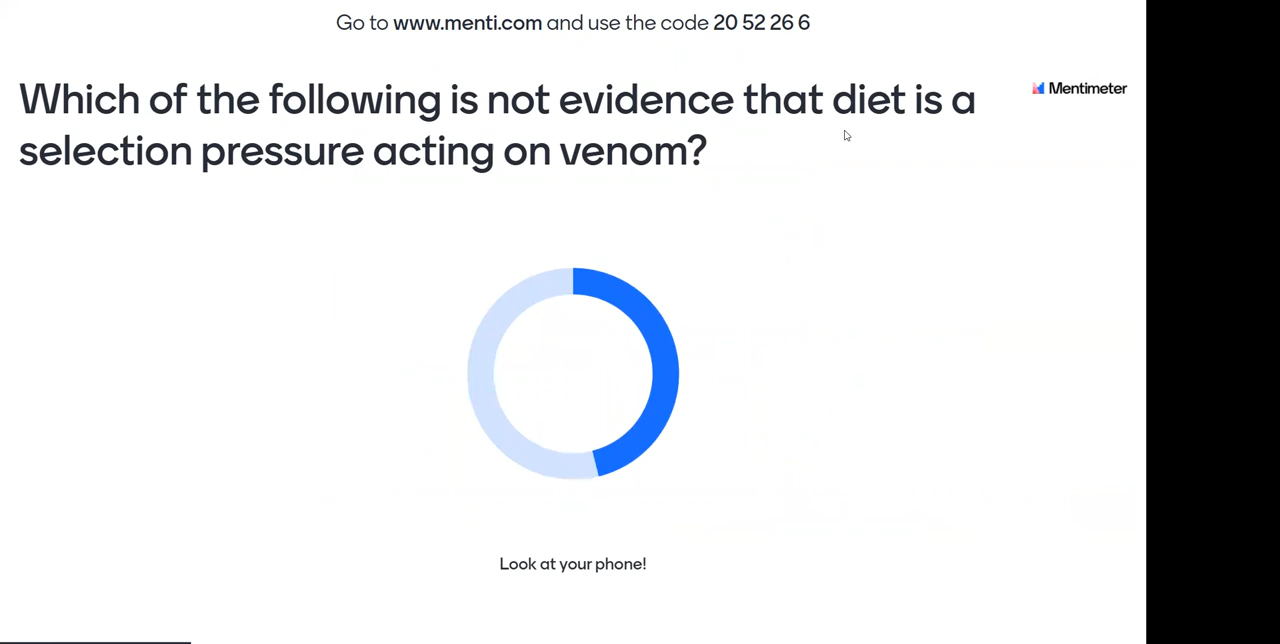 Go to www.menti.com and use the code 20 52 26 6
Mentimeter
Which of the following is not evidence that diet is a
selection pressure acting on venom?
Look at your phone!